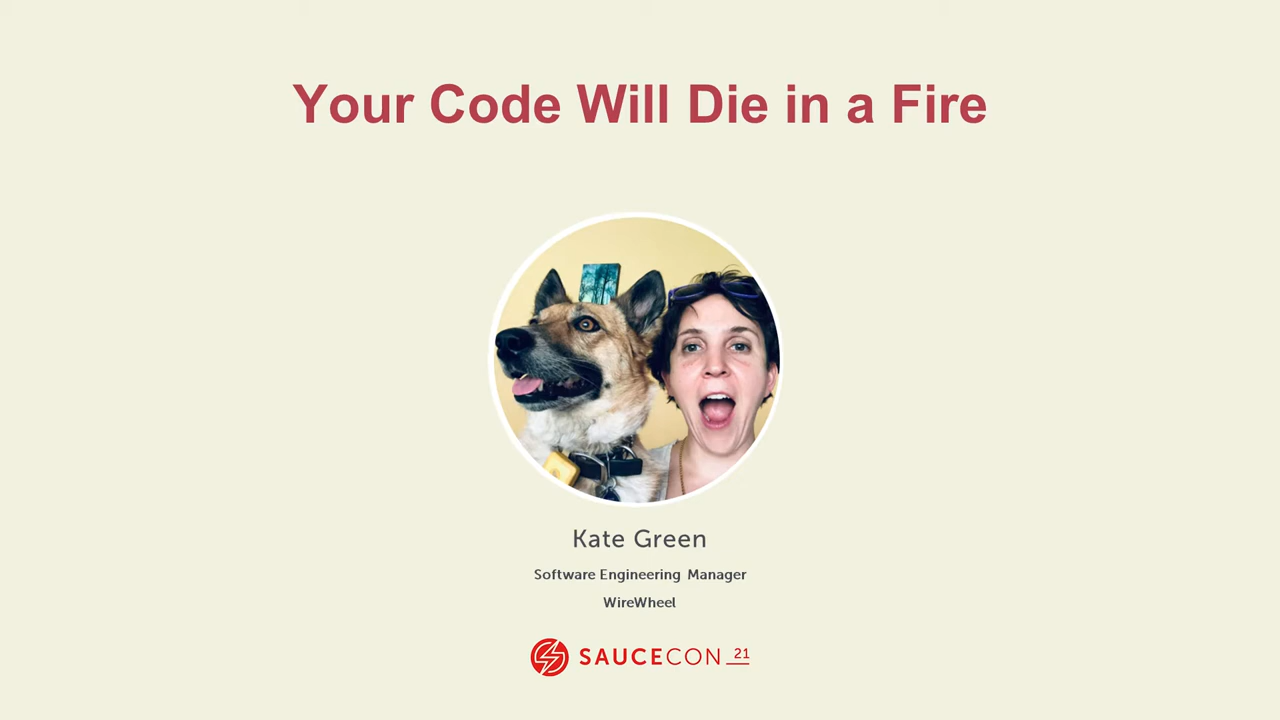 Your Code Will Die in a Fire
Kate Green
Software Engineering Manager
WireWheel
SAUCECON 21